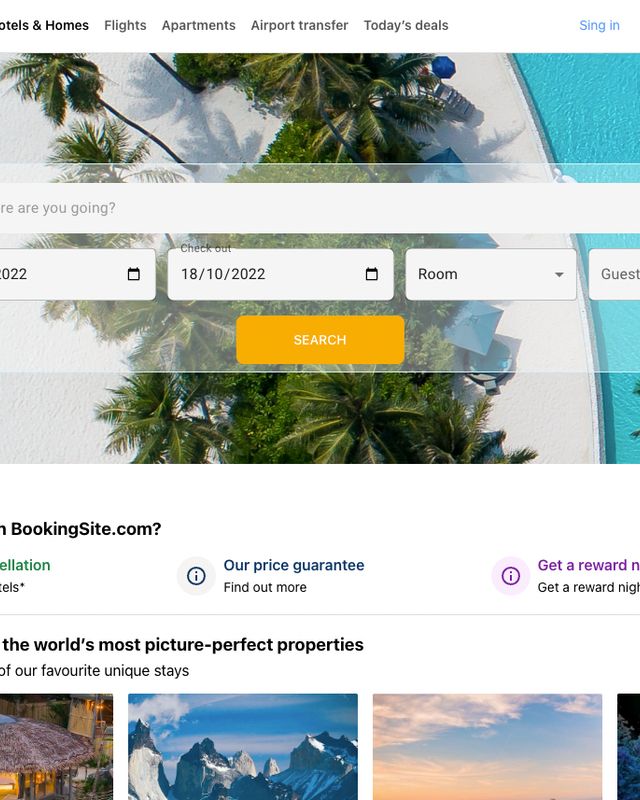 otels & Homes Flights Apartments Airport transfer Today's deals Sing in
re are you going?
Check out
2022 18/10/2022 Room Guest
SEARCH
n BookingSite.com?
ellation Our price guarantee Get a reward n
tels* Find out more Get a reward nigh
the world's most picture-perfect properties
of our favourite unique stays